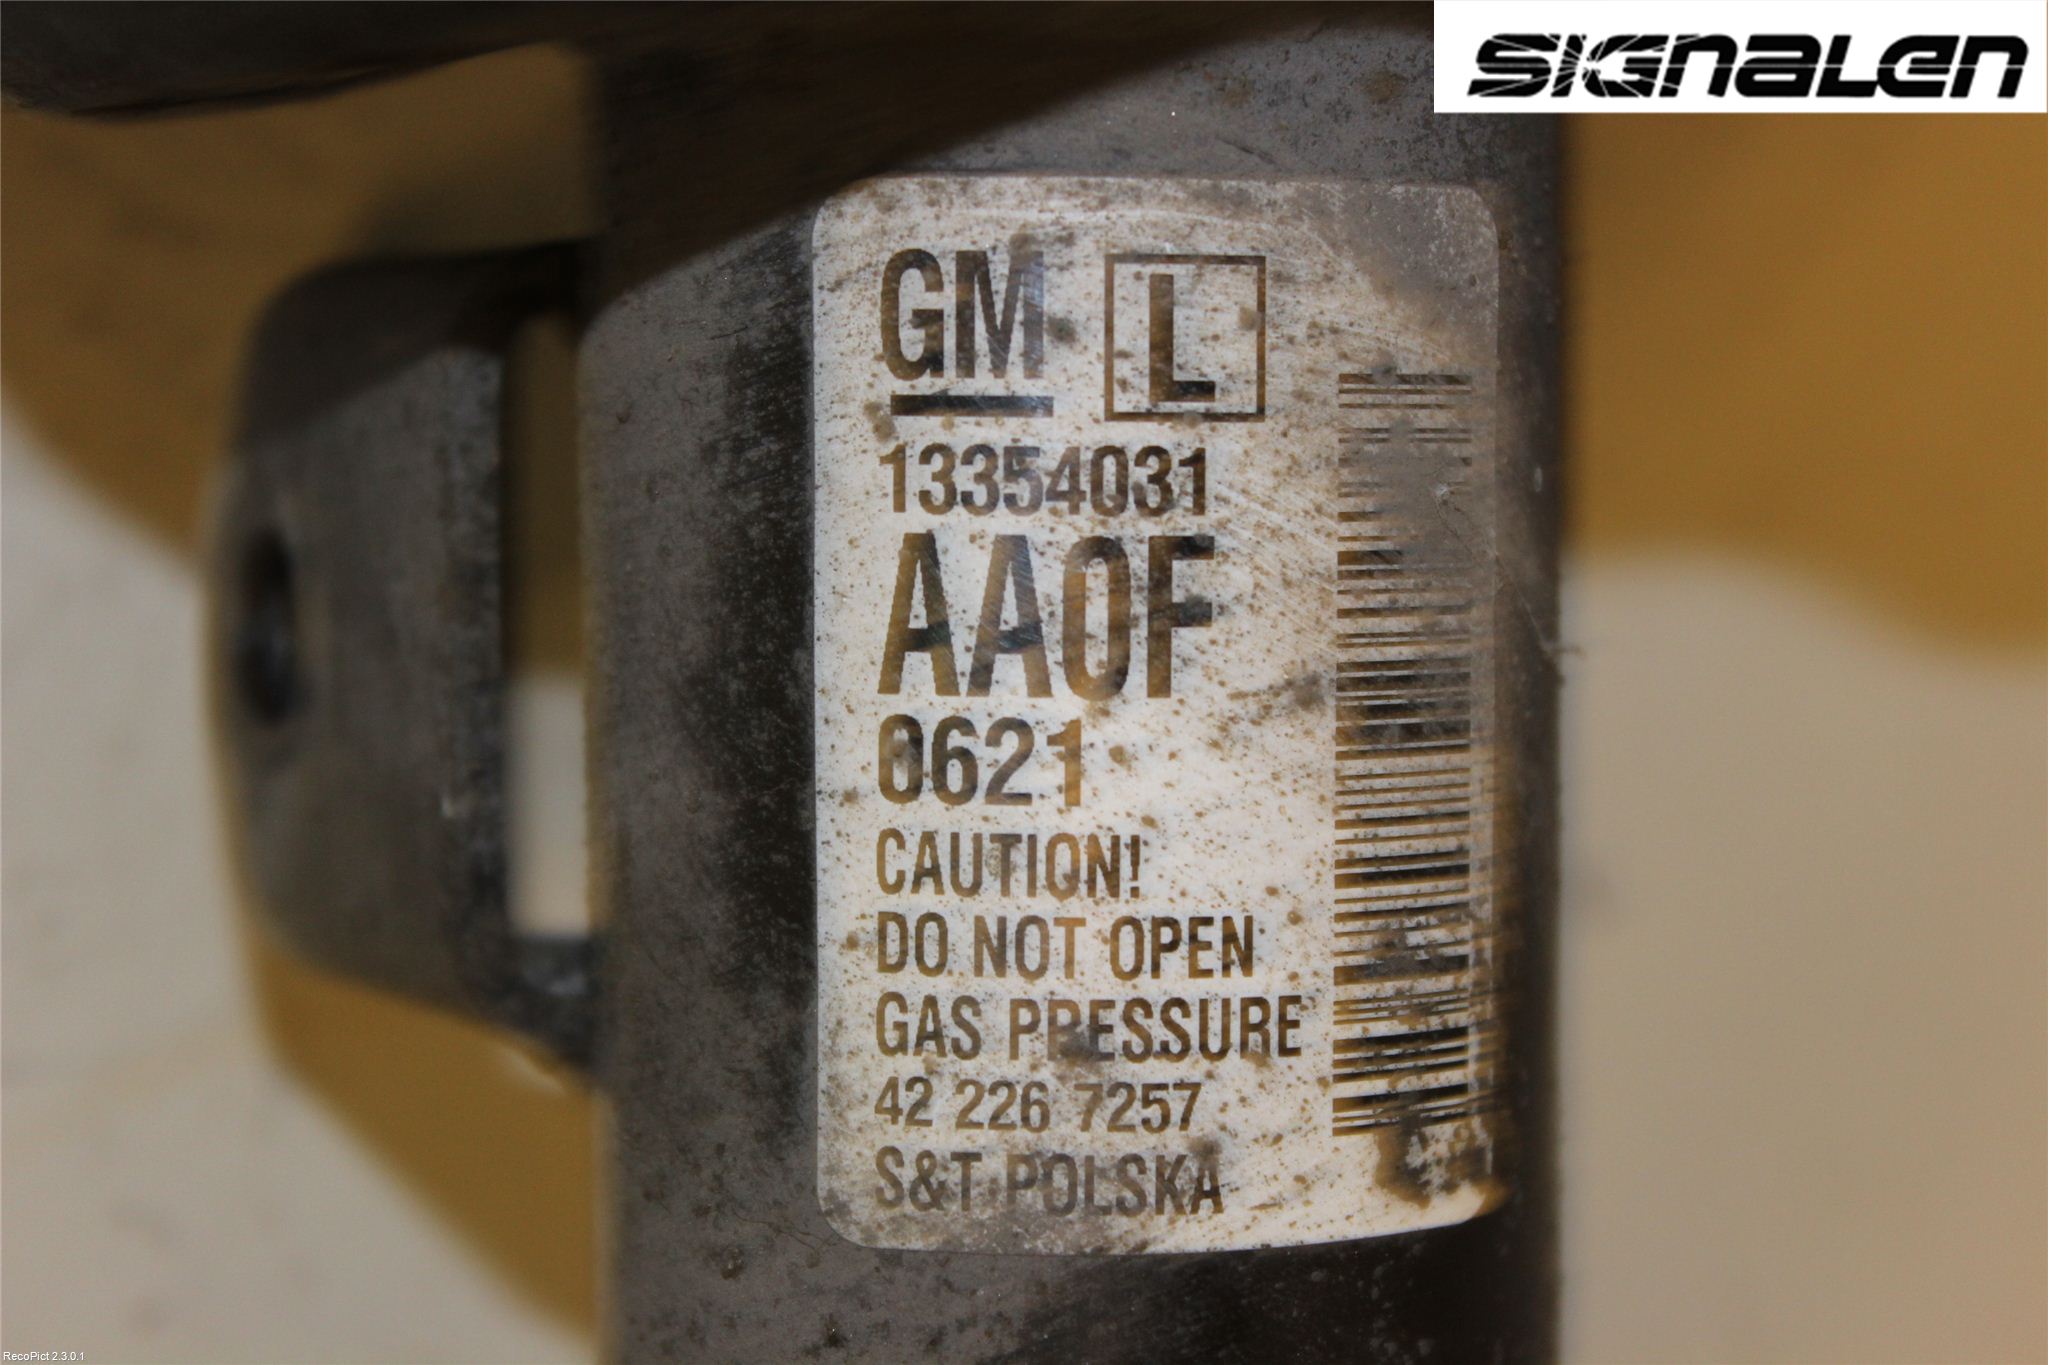 SIGNALEN
GM L
13354031
AA0F
0621
CAUTION!
DO NOT OPEN
GAS PRESSURE
42 226 7257
S&T POLSKA
RecoPict 2.3.0.1